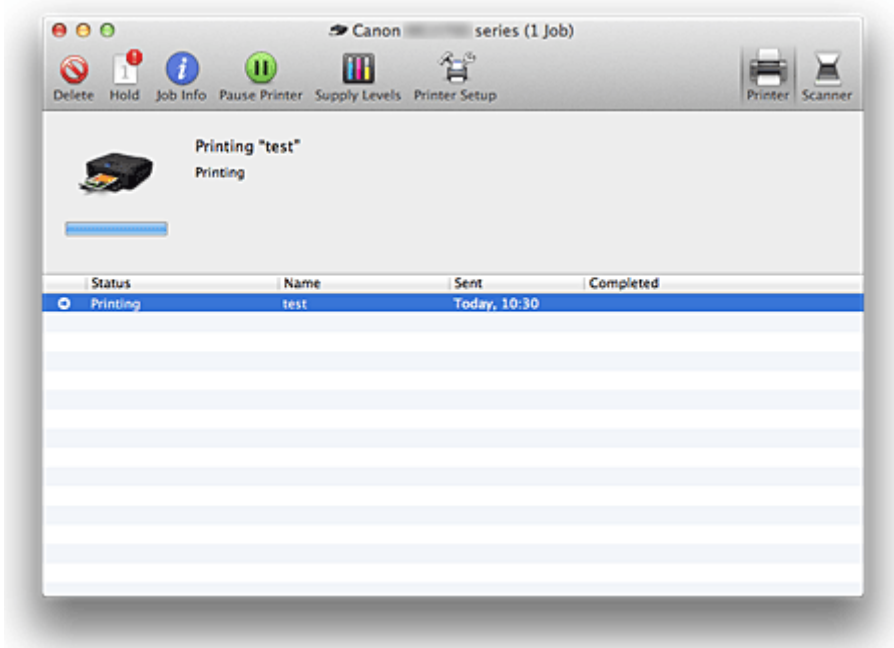 Canon series (1 Job)
Delete Hold Job Info Pause Printer Supply Levels Printer Setup Printer Scanner
Printing "test"
Printing
Status Name Sent Completed
Printing test Today, 10:30